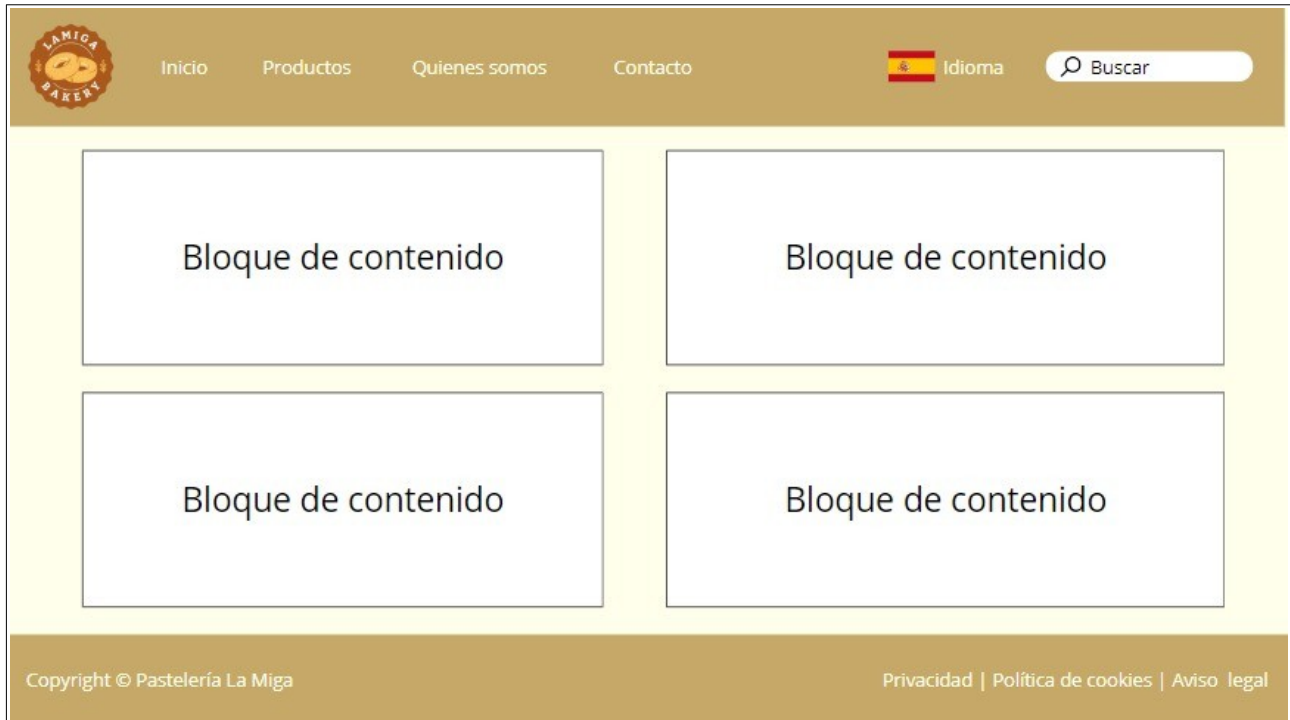 LAMIGA
BAKERY
Inicio Productos Quienes somos Contacto Idioma Buscar
Bloque de contenido Bloque de contenido
Bloque de contenido Bloque de contenido
Copyright © Pastelería La Miga Privacidad | Política de cookies | Aviso legal